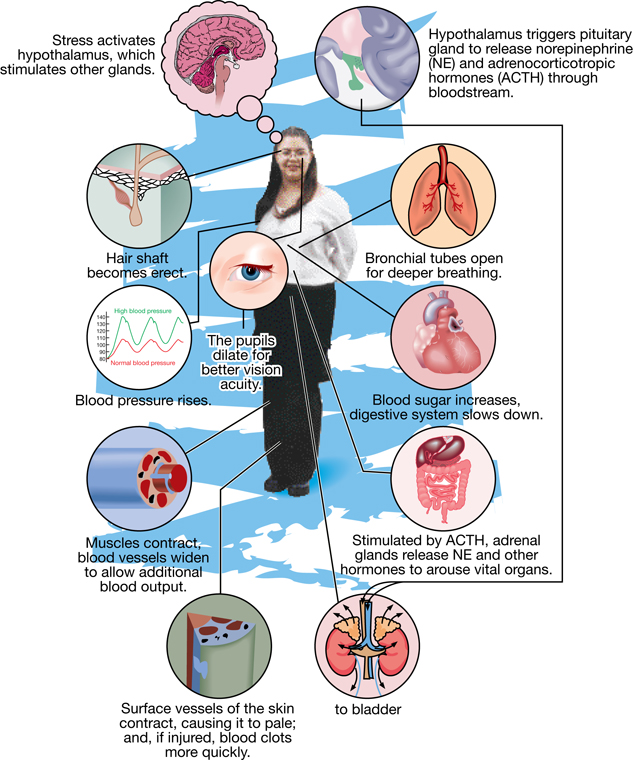 Stress activates
hypothalamus, which
stimulates other glands.
Hypothalamus triggers pituitary
gland to release norepinephrine
(NE) and adrenocorticotropic
hormones (ACTH) through
bloodstream.
Hair shaft
becomes erect.
Bronchial tubes open
for deeper breathing.
High blood pressure
140
130
120
110
100
90
80
Normal blood pressure
Blood pressure rises.
The pupils
dilate for
better vision
acuity.
Blood sugar increases,
digestive system slows down.
Muscles contract,
blood vessels widen
to allow additional
blood output.
Stimulated by ACTH, adrenal
glands release NE and other
hormones to arouse vital organs.
Surface vessels of the skin
contract, causing it to pale;
and, if injured, blood clots
more quickly.
to bladder